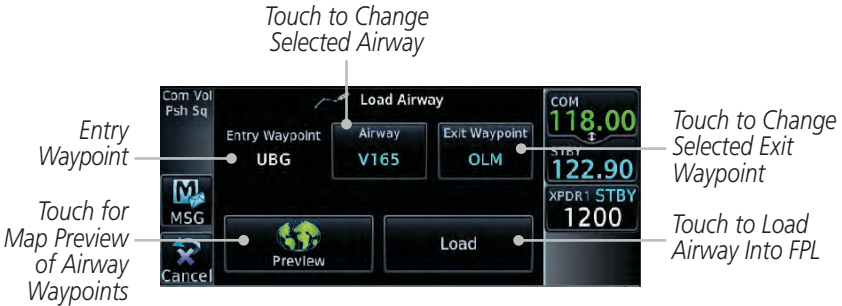 Touch to Change
Selected Airway
Com Vol
Psh Sq
Load Airway
COM
118.00
Entry
Waypoint
Entry Waypoint
UBG
Airway
V165
Exit Waypoint
OLM
STBY
122.90
Touch to Change
Selected Exit
Waypoint
MSG
XPDR1 STBY
1200
Touch for
Map Preview
of Airway
Waypoints
Cancel
Preview
Load
Touch to Load
Airway Into FPL